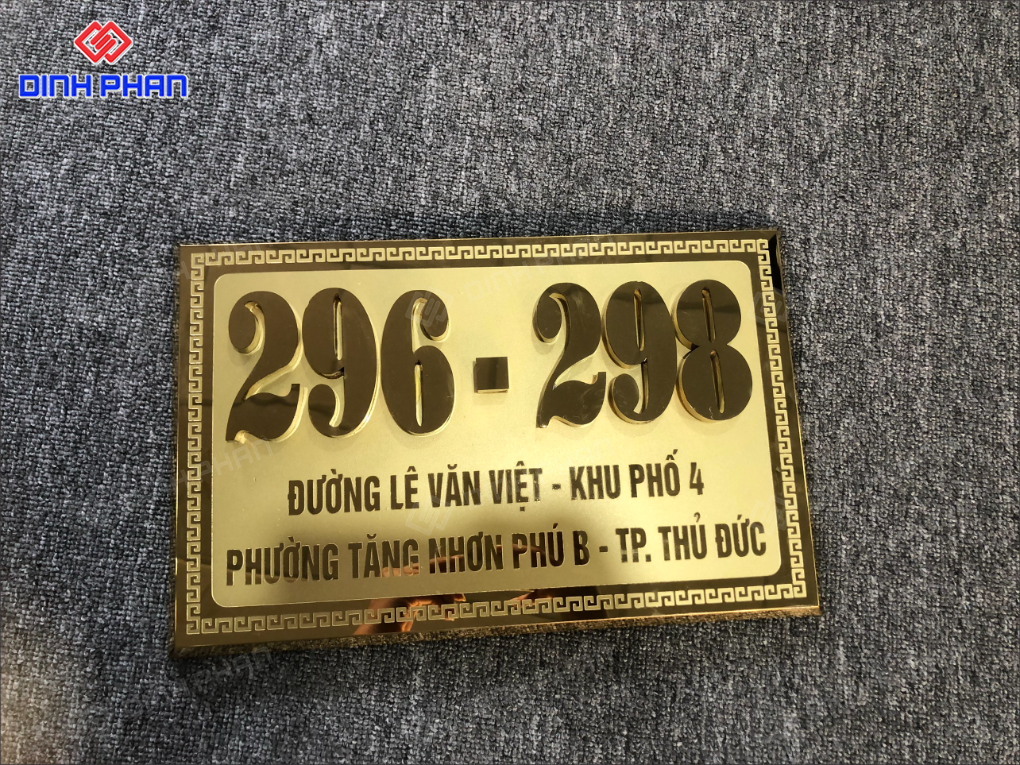 DINH PHAN
296 - 298
ĐƯỜNG LÊ VĂN VIỆT - KHU PHỐ 4
PHƯỜNG TĂNG NHƠN PHÚ B - TP. THỦ ĐỨC